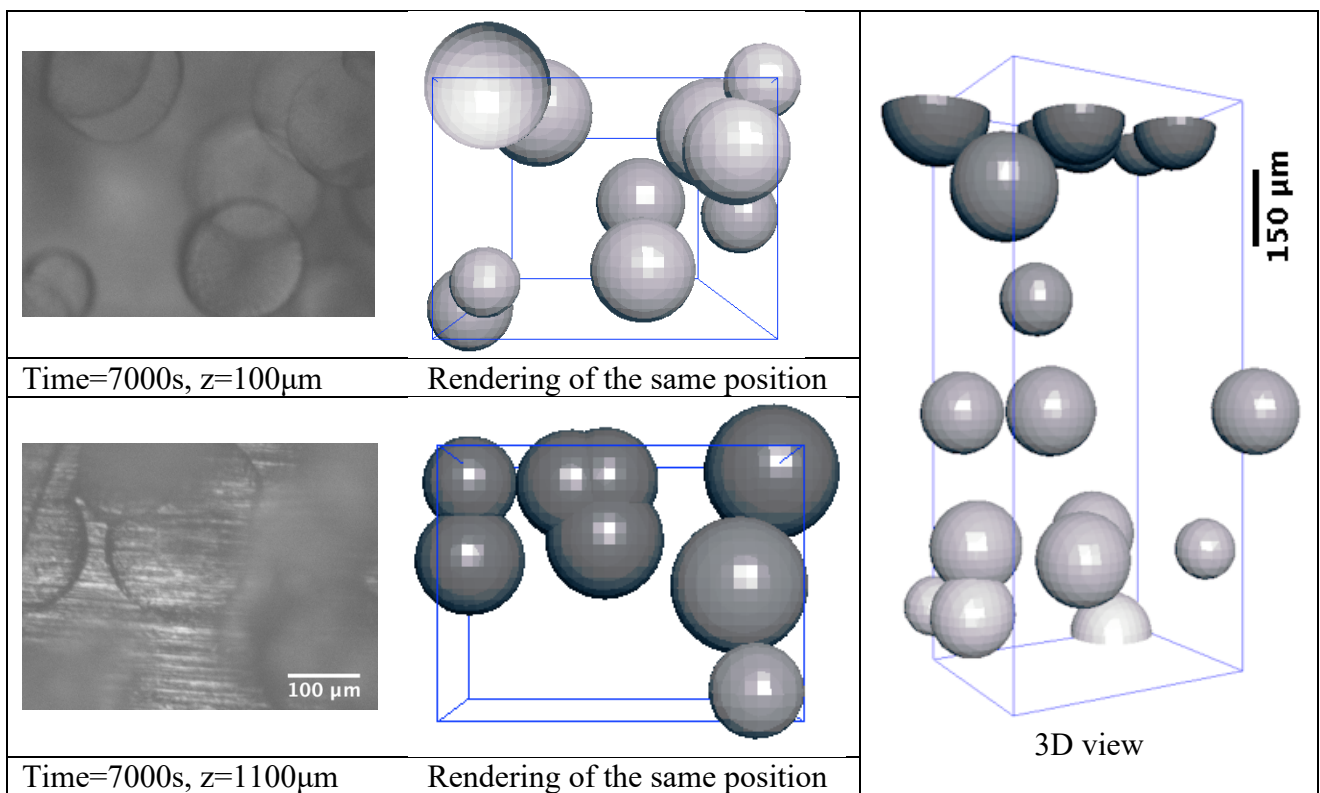 Time=7000s, z=100μm
Rendering of the same position
100 μm
Time=7000s, z=1100μm
Rendering of the same position
150 μm
3D view